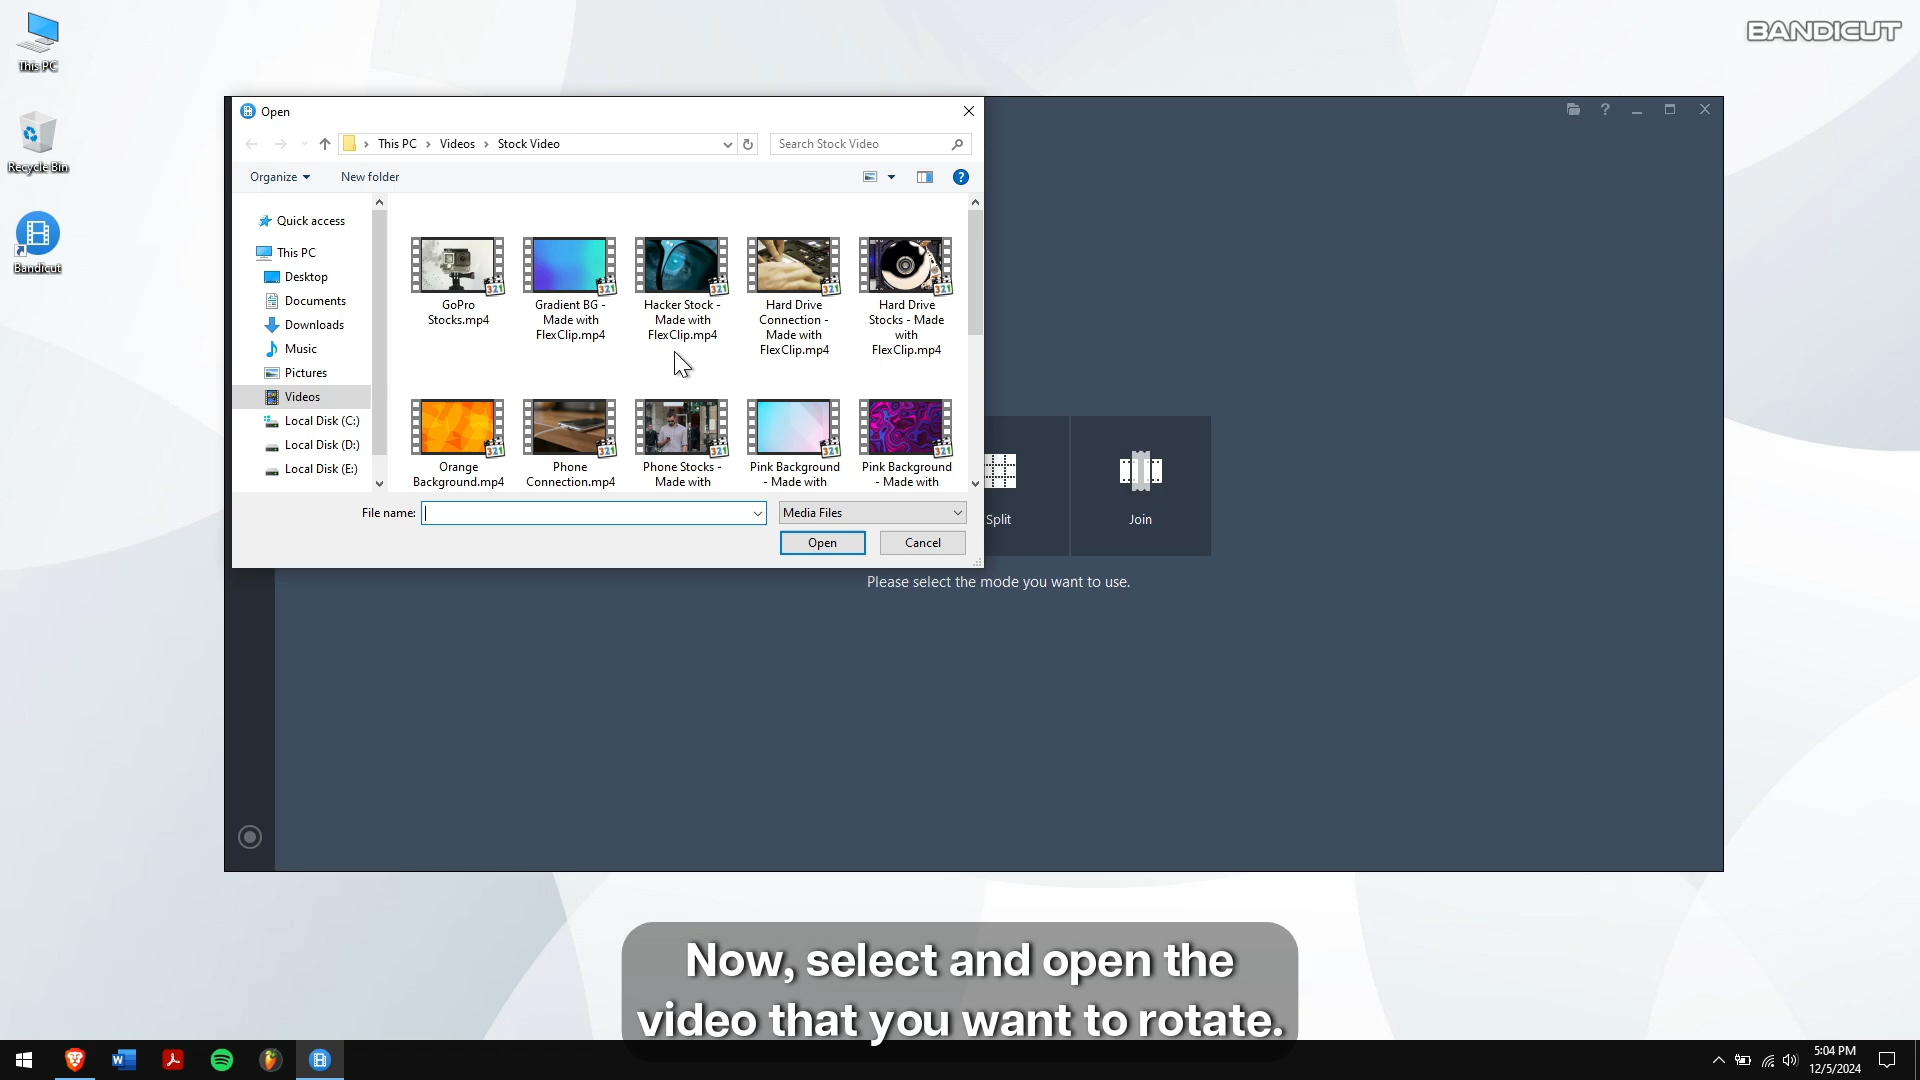 This PC
Recycle Bin
Bandicut
BANDICUT
Open
This PC
Videos
Stock Video
Search Stock Video
Organize
New folder
Quick access
This PC
Desktop
Documents
Downloads
Music
Pictures
Videos
Local Disk (C:)
Local Disk (D:)
Local Disk (E:)
GoPro
Stocks.mp4
Gradient BG -
Made with
FlexClip.mp4
Hacker Stock -
Made with
FlexClip.mp4
Hard Drive
Connection -
Made with
FlexClip.mp4
Hard Drive
Stocks - Made
with
FlexClip.mp4
Orange
Background.mp4
Phone
Connection.mp4
Phone Stocks -
Made with
Pink Background
- Made with
Pink Background
- Made with
File name:
Media Files
Open
Cancel
Split
Join
Please select the mode you want to use.
Now, select and open the
video that you want to rotate.
5:04 PM
12/5/2024